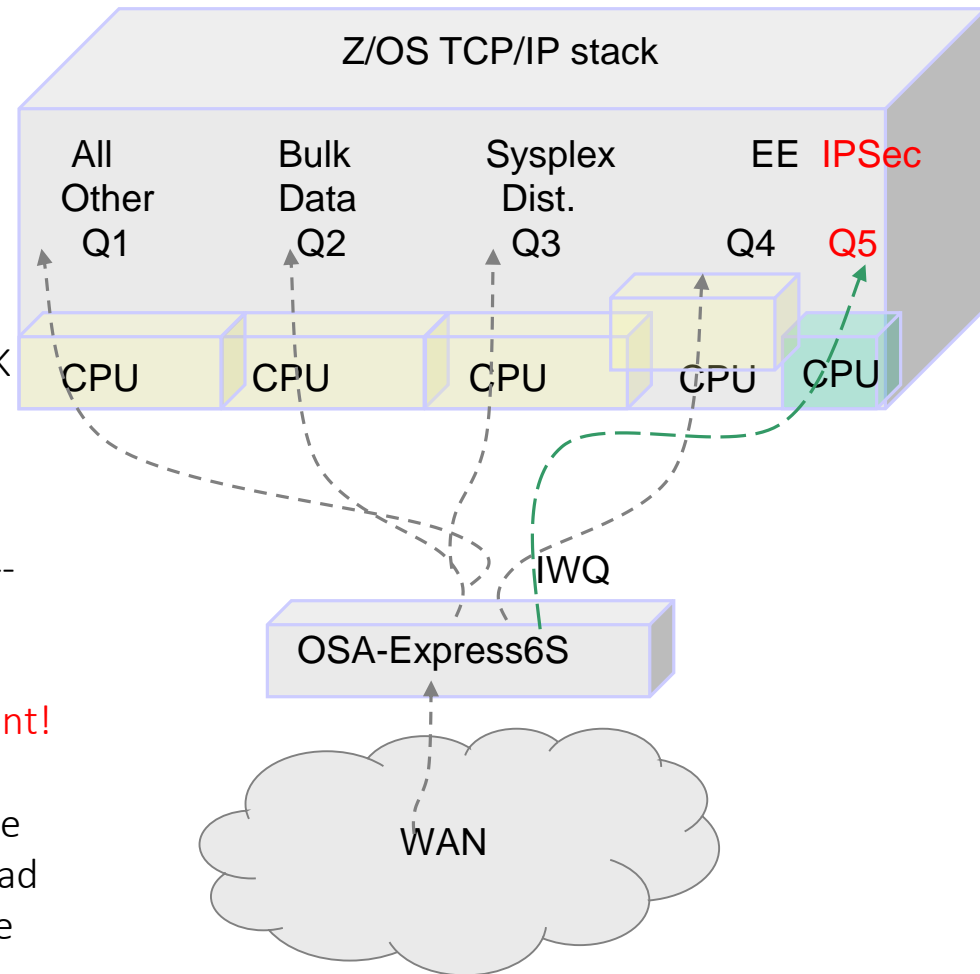 Z/OS TCP/IP stack
All Other Q1
Bulk Data Q2
Sysplex Dist. Q3
EE Q4
IPSec Q5
CPU
CPU
CPU
CPU
CPU
IWQ
OSA-Express6S
WAN
K
--
nt!
e
ad
e